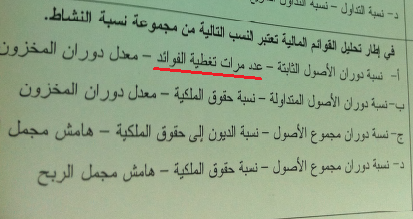 د- نسبة التداول - نسبة التداول
في إطار تحليل القوائم المالية تعتبر النسب التالية من مجموعة نسبة النشاط.
أ- نسبة دوران الأصول الثابتة – عدد مرات تغطية الفوائد – معدل دوران المخزون
ب- نسبة دوران الأصول المتداولة – نسبة حقوق الملكية – معدل دوران المخزون
ج- نسبة دوران مجموع الأصول – نسبة الديون إلى حقوق الملكية – هامش مجمل
د- نسبة دوران مجموع الأصول – نسبة حقوق الملكية – هامش مجمل الربح